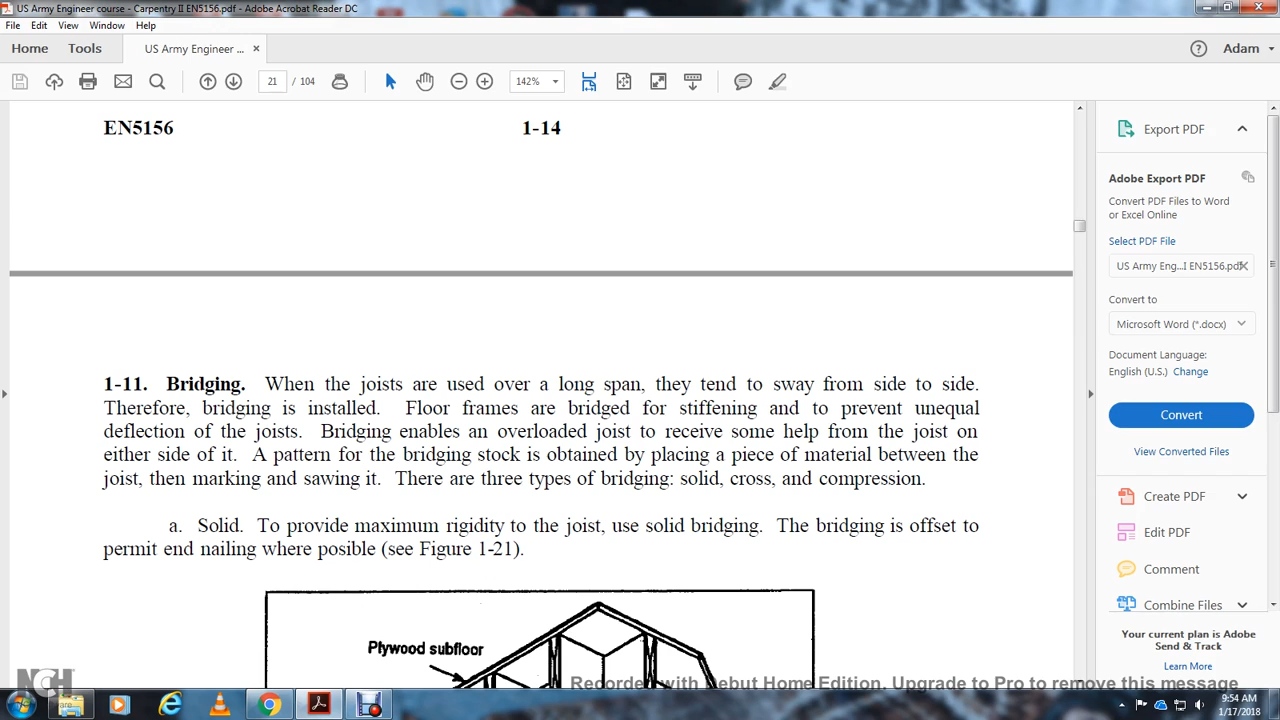 US Army Engineer course - Carpentry II EN5156.pdf - Adobe Acrobat Reader DC
File Edit View Window Help
Home Tools US Army Engineer ... × Adam
21 / 104 142%
EN5156 1-14
1-11. Bridging. When the joists are used over a long span, they tend to sway from side to side.
Therefore, bridging is installed. Floor frames are bridged for stiffening and to prevent unequal
deflection of the joists. Bridging enables an overloaded joist to receive some help from the joist on
either side of it. A pattern for the bridging stock is obtained by placing a piece of material between the
joist, then marking and sawing it. There are three types of bridging: solid, cross, and compression.
a. Solid. To provide maximum rigidity to the joist, use solid bridging. The bridging is offset to
permit end nailing where posible (see Figure 1-21).
Plywood subfloor
Export PDF
Adobe Export PDF
Convert PDF Files to Word
or Excel Online
Select PDF File
US Army Eng...I EN5156.pdf
Convert to
Microsoft Word (*.docx)
Document Language:
English (U.S.) Change
Convert
View Converted Files
Create PDF
Edit PDF
Comment
Combine Files
Your current plan is Adobe
Send & Track
Learn More
NCH
Recorded with Debut Home Edition. Upgrade to Pro to remove this message
9:54 AM
1/17/2018